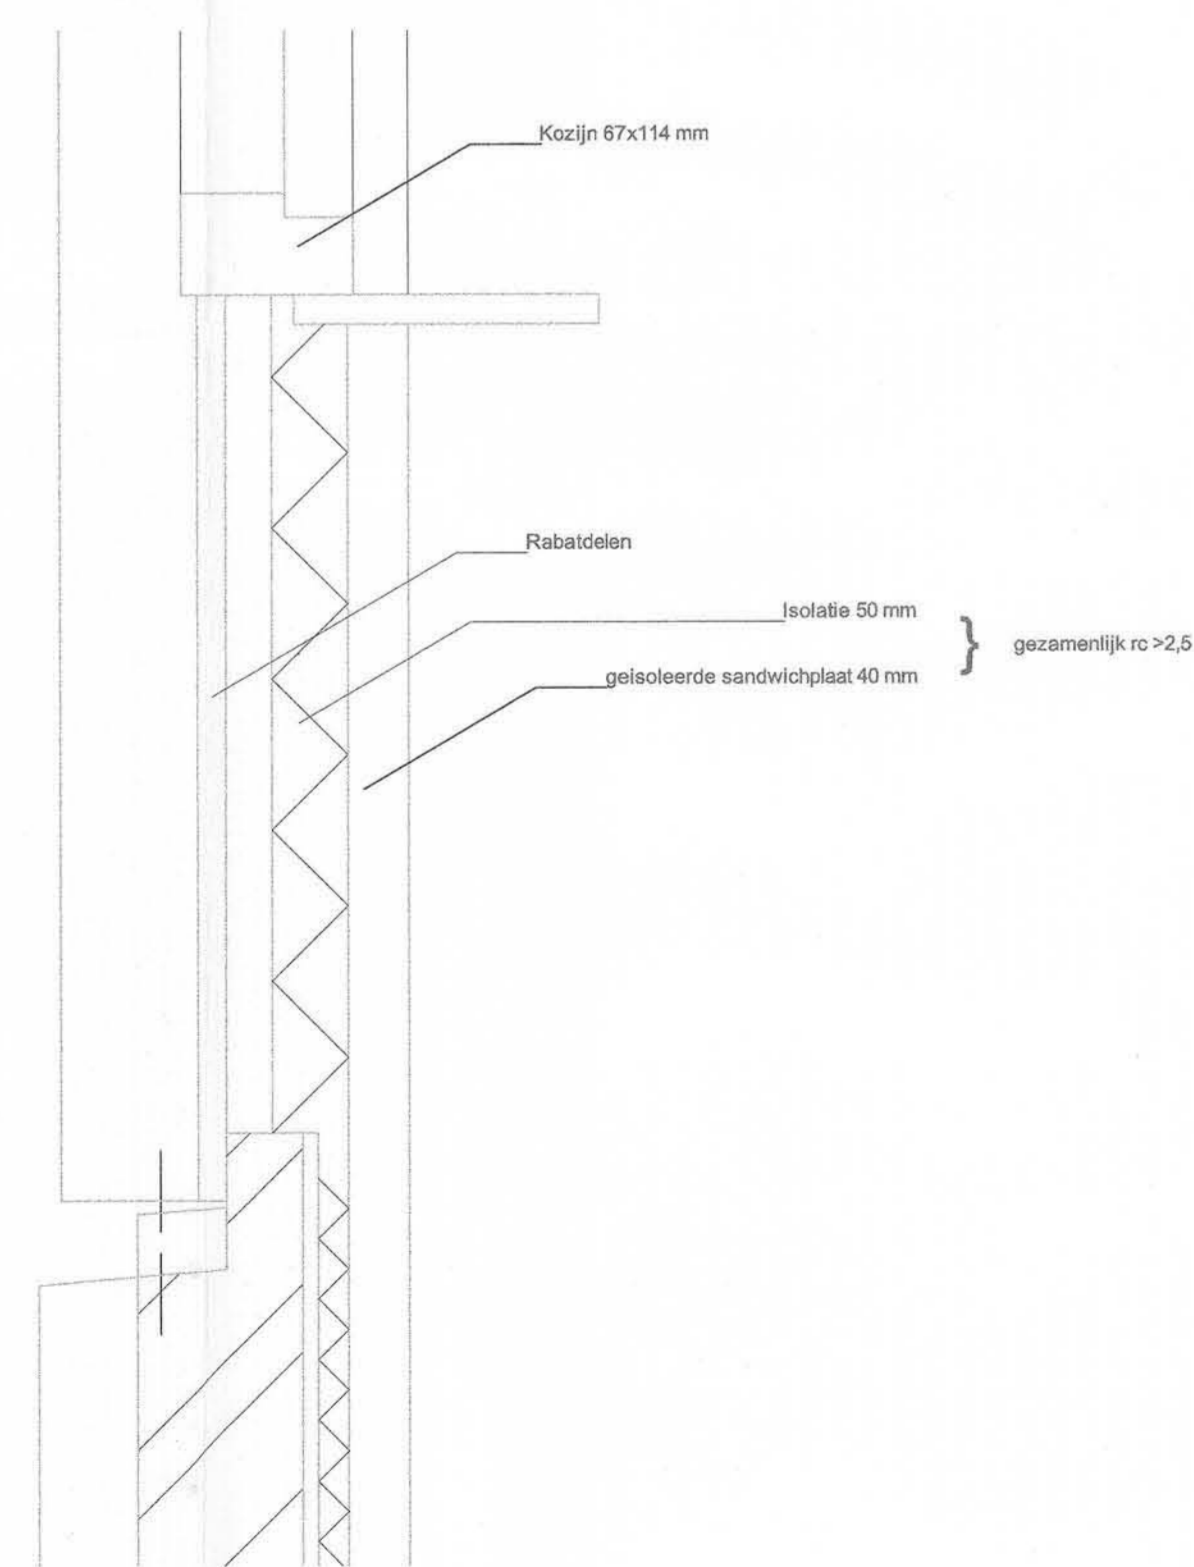 Kozijn 67x114 mm
Rabatdelen
Isolatie 50 mm
geisoleerde sandwichplaat 40 mm
} gezamenlijk rc >2,5